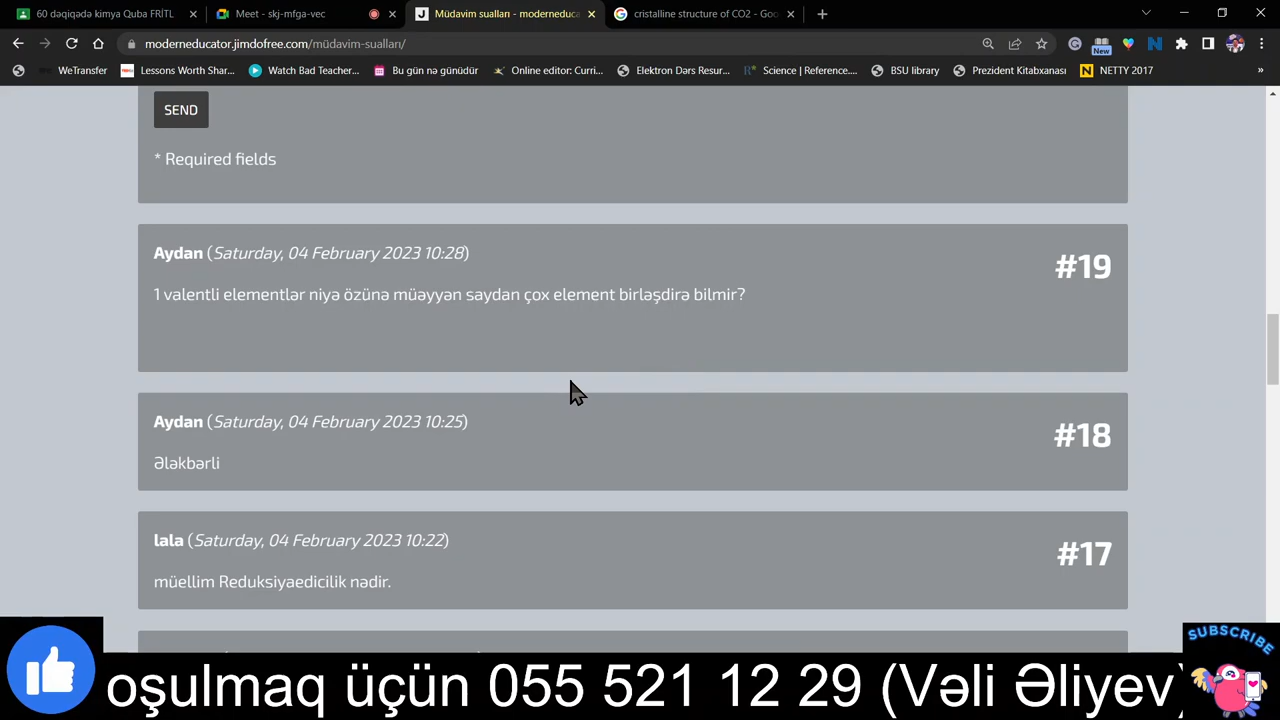 60 dəqiqədə kimya Quba FRİTL
Meet - skj-mfga-vec
Müdavim sualları - moderneduca
cristalline structure of CO2 - Goo
moderneducator.jimdofree.com/müdavim-sualları/
New
WeTransfer
Lessons Worth Shar...
Watch Bad Teacher...
Bu gün nə günüdür
Online editor: Curri...
Elektron Dərs Resur...
Science | Reference....
BSU library
Prezident Kitabxanası
NETTY 2017
»
SEND
* Required fields
Aydan (Saturday, 04 February 2023 10:28)
#19
1 valentli elementlər niyə özünə müəyyən saydan çox element birləşdirə bilmir?
Aydan (Saturday, 04 February 2023 10:25)
#18
Ələkbərli
lala (Saturday, 04 February 2023 10:22)
#17
müellim Reduksiyaedicilik nədir.
SUBSCRIBE
oşulmaq üçün 055 521 12 29 (Vəli Əliyev)